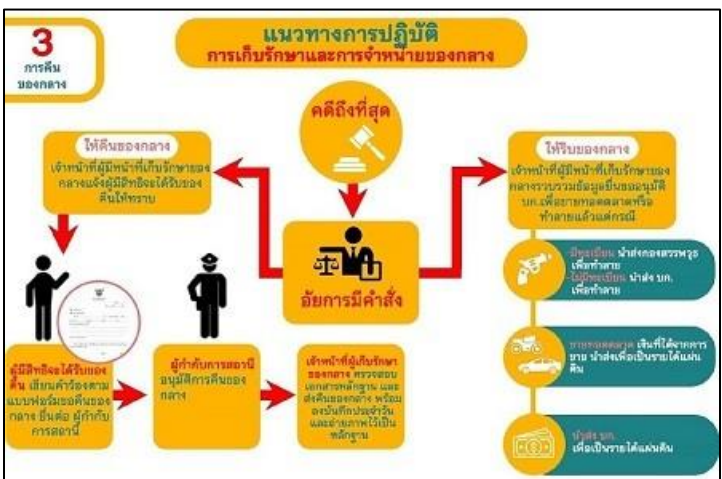 3
การคืน
ของกลาง
แนวทางการปฏิบัติ
การเก็บรักษาและการจำหน่ายของกลาง
คดีถึงที่สุด
ให้คืนของกลาง
เจ้าหน้าที่ผู้มีหน้าที่เก็บรักษาของ
กลางแจ้งผู้มีสิทธิจะได้รับของ
คืนให้ทราบ
อัยการมีคำสั่ง
ให้ริบของกลาง
เจ้าหน้าที่ผู้มีหน้าที่เก็บรักษาของ
กลางรวบรวมข้อมูลยื่นขออนุมัติ
บก.เพื่อขายทอดตลาดหรือ
ทำลายแล้วแต่กรณี
-มีทะเบียน นำส่งกองสรรพาวุธ
เพื่อทำลาย
-ไม่มีทะเบียน นำส่ง บก.
เพื่อทำลาย
ขายทอดตลาด เงินที่ได้จากการ
ขาย นำส่งเพื่อเป็นรายได้แผ่น
ดิน
นำส่ง บก.
เพื่อเป็นรายได้แผ่นดิน
ผู้มีสิทธิจะได้รับของ
คืน เขียนคำร้องตาม
แบบฟอร์มขอคืนของ
กลาง ยื่นต่อ ผู้กำกับ
การสถานี
ผู้กำกับการสถานี
อนุมัติการคืนของ
กลาง
เจ้าหน้าที่ผู้เก็บรักษา
ของกลาง ตรวจสอบ
เอกสารหลักฐาน และ
ส่งคืนของกลาง พร้อม
ลงบันทึกประจำวัน
และถ่ายภาพไว้เป็น
หลักฐาน